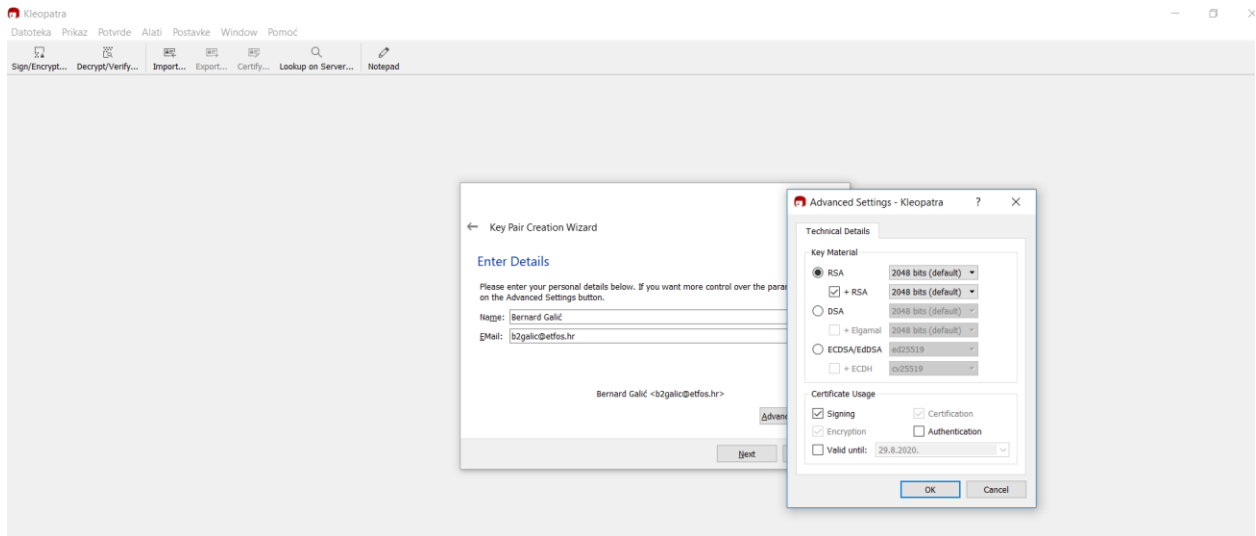 Kleopatra
Datoteka Prikaz Potvrde Alati Postavke Window Pomoć
Sign/Encrypt... Decrypt/Verify... Import... Export... Certify... Lookup on Server... Notepad
Key Pair Creation Wizard
Enter Details
Please enter your personal details below. If you want more control over the
on the Advanced Settings button.
Name: Bernard Galić
EMail: b2galic@etfos.hr
Bernard Galić <b2galic@etfos.hr>
Next
Advanced Settings - Kleopatra ?
Technical Details
Key Material
RSA 2048 bits (default)
+ RSA 2048 bits (default)
DSA 2048 bits (default)
+ Elgamal 2048 bits (default)
ECDSA/EdDSA ed25519
+ ECDH cv25519
Certificate Usage
Signing Certification
Encryption Authentication
Valid until: 29.8.2020.
OK Cancel